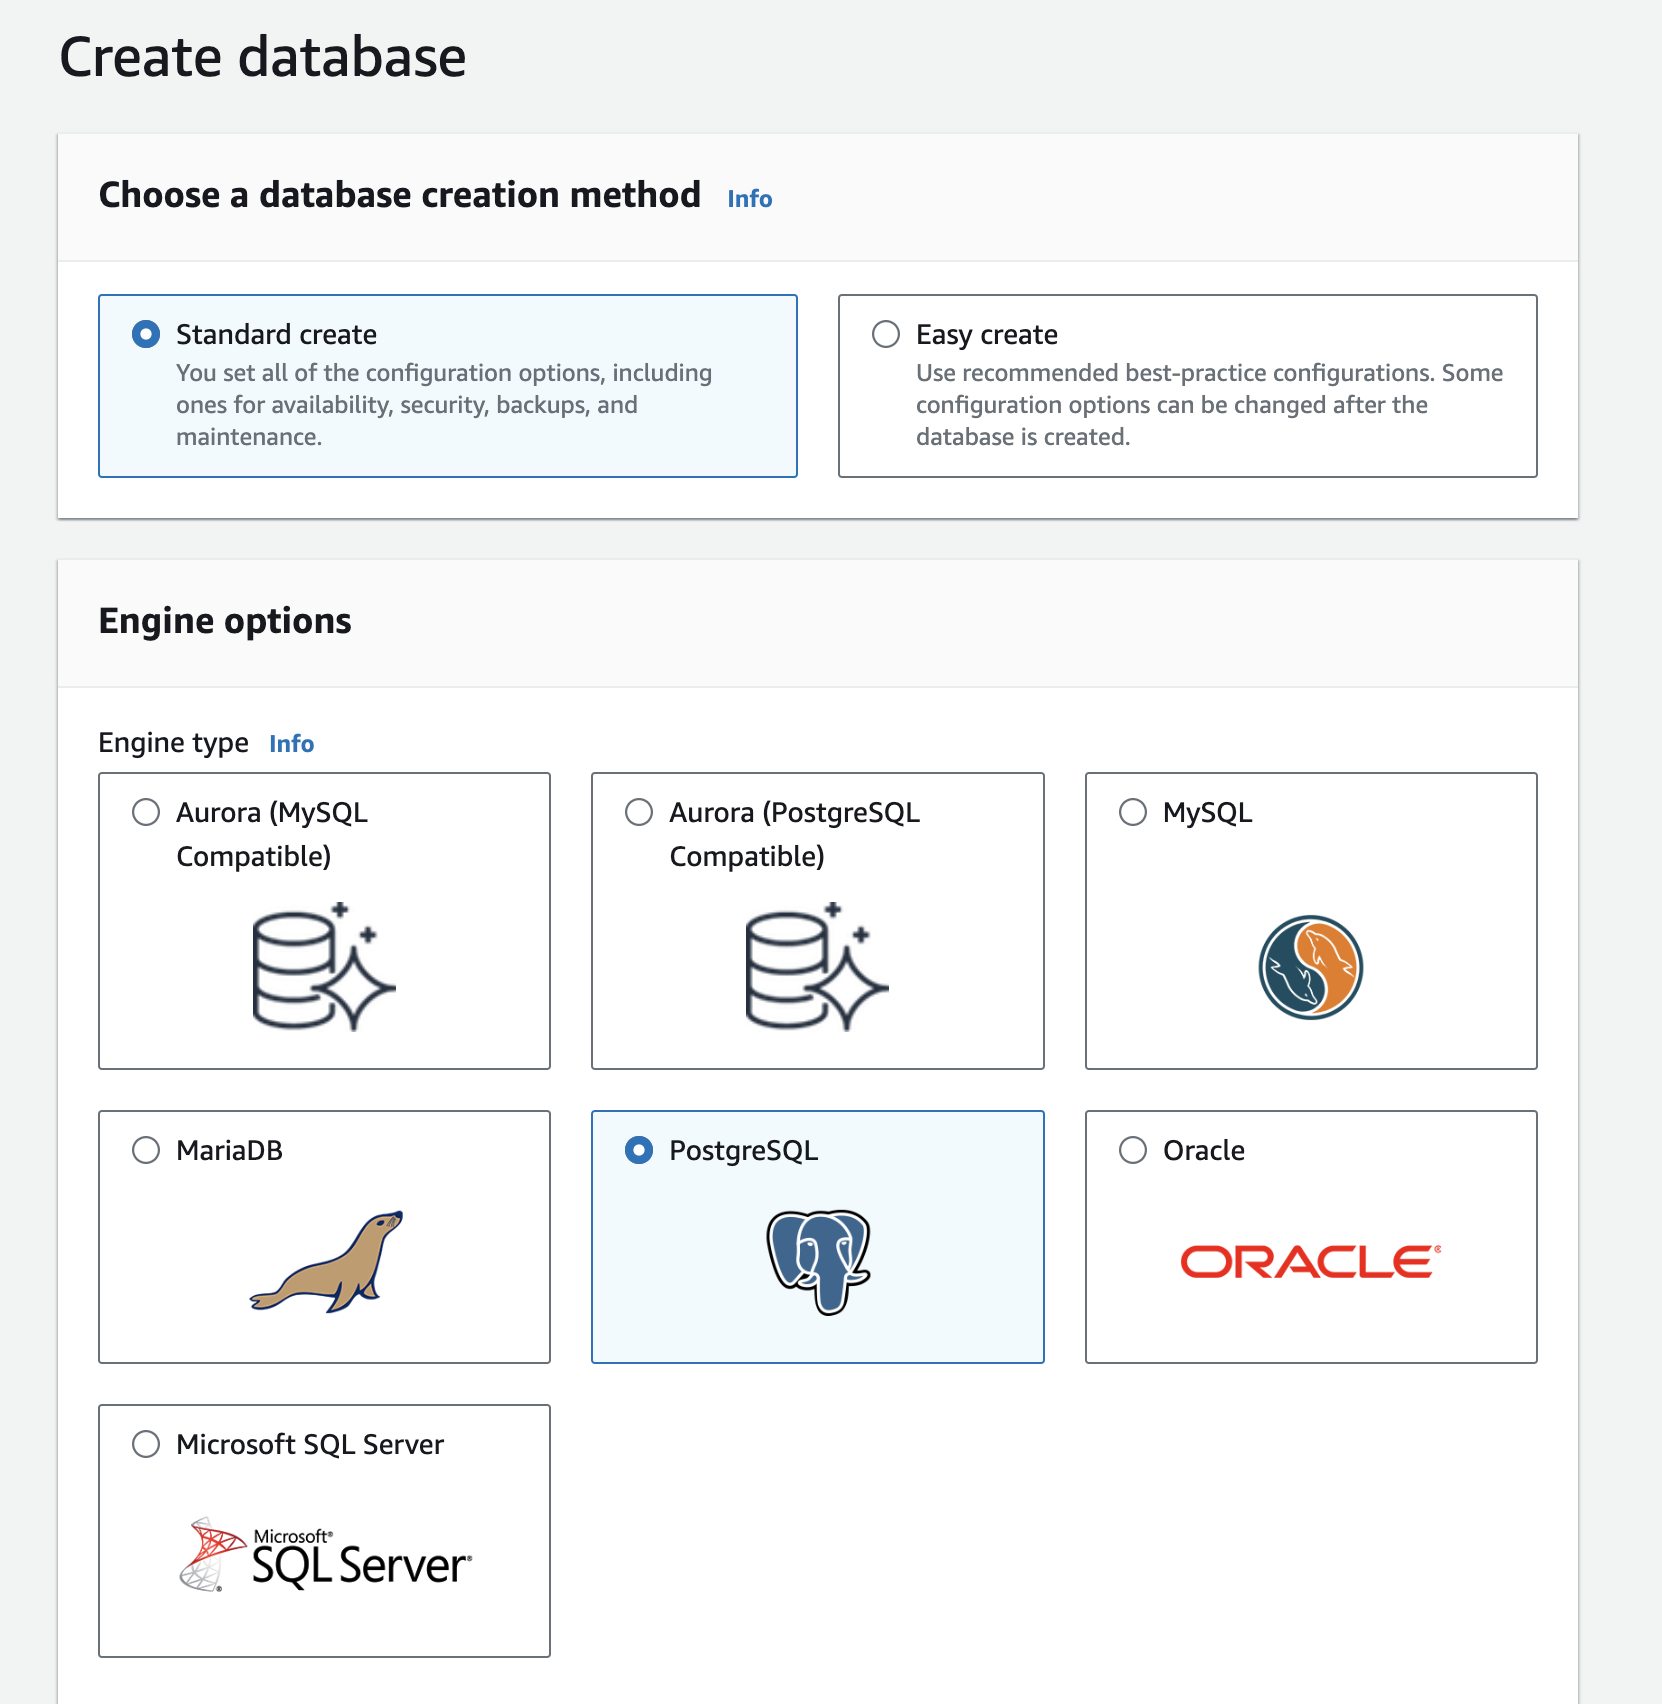 Create database
Choose a database creation method Info
Standard create
You set all of the configuration options, including
ones for availability, security, backups, and
maintenance.
Easy create
Use recommended best-practice configurations. Some
configuration options can be changed after the
database is created.
Engine options
Engine type Info
Aurora (MySQL
Compatible)
Aurora (PostgreSQL
Compatible)
MySQL
MariaDB
PostgreSQL
Oracle
ORACLE®
Microsoft SQL Server
Microsoft®
SQL Server®